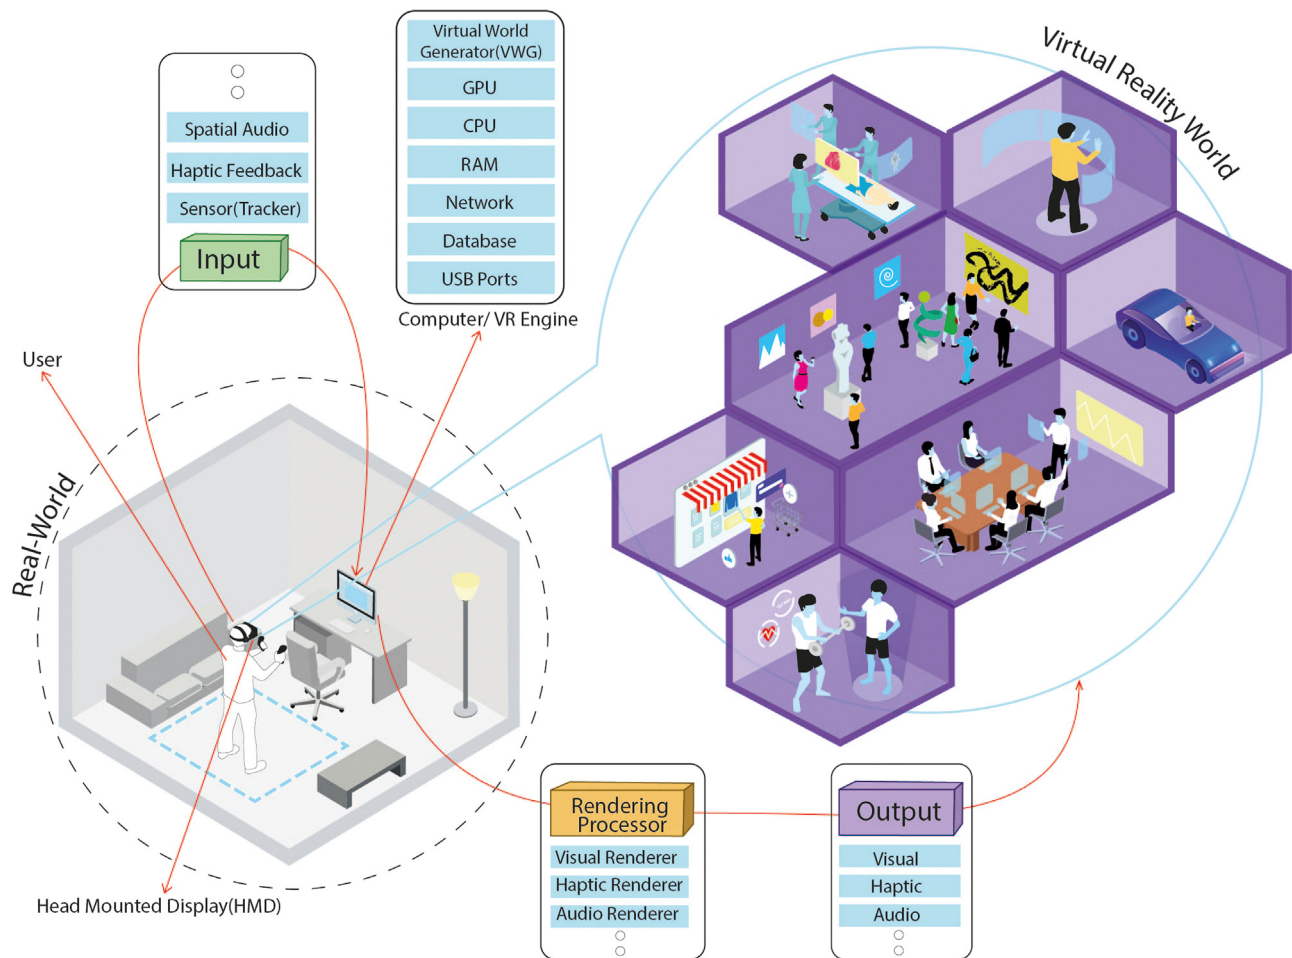 Virtual World
Generator(VWG)
GPU
CPU
RAM
Network
Database
USB Ports
Computer/ VR Engine
Spatial Audio
Haptic Feedback
Sensor(Tracker)
Input
User
Real-World
Head Mounted Display(HMD)
Virtual Reality World
Rendering
Processor
Visual Renderer
Haptic Renderer
Audio Renderer
Output
Visual
Haptic
Audio